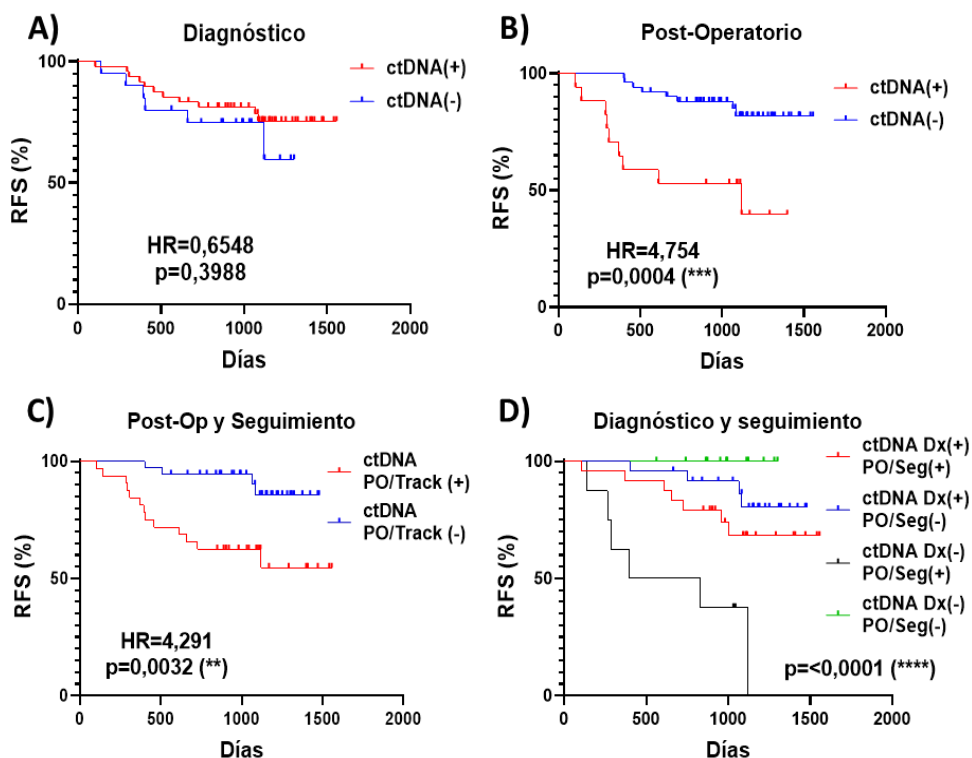 A)
Diagnóstico
ctDNA(+)
ctDNA(-)
RFS (%)
100
50
0
HR=0,6548
p=0,3988
0
500
1000
1500
2000
Días
B)
Post-Operatorio
ctDNA(+)
ctDNA(-)
RFS (%)
100
50
0
HR=4,754
p=0,0004 (***)
0
500
1000
1500
2000
Días
C)
Post-Op y Seguimiento
ctDNA
PO/Track (+)
ctDNA
PO/Track (-)
RFS (%)
100
50
0
HR=4,291
p=0,0032 (**)
0
500
1000
1500
2000
Días
D)
Diagnóstico y seguimiento
ctDNA Dx(+)
PO/Seg(+)
ctDNA Dx(+)
PO/Seg(-)
ctDNA Dx(-)
PO/Seg(+)
ctDNA Dx(-)
PO/Seg(-)
RFS (%)
100
50
0
p=<0,0001 (****)
0
500
1000
1500
2000
Días